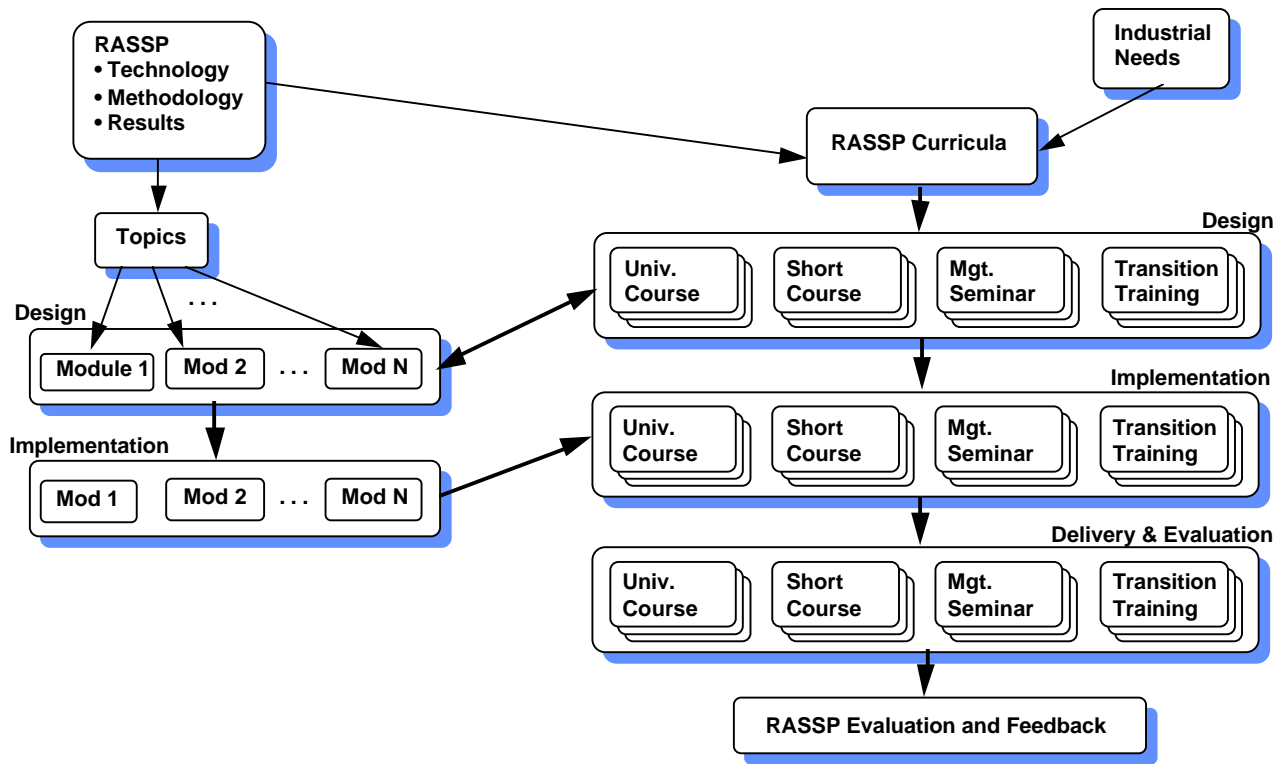 RASSP
• Technology
• Methodology
• Results
Industrial
Needs
RASSP Curricula
Topics
. . .
Design
Module 1
Mod 2
. . .
Mod N
Implementation
Mod 1
Mod 2
. . .
Mod N
Design
Univ.
Course
Short
Course
Mgt.
Seminar
Transition
Training
Implementation
Univ.
Course
Short
Course
Mgt.
Seminar
Transition
Training
Delivery & Evaluation
Univ.
Course
Short
Course
Mgt.
Seminar
Transition
Training
RASSP Evaluation and Feedback